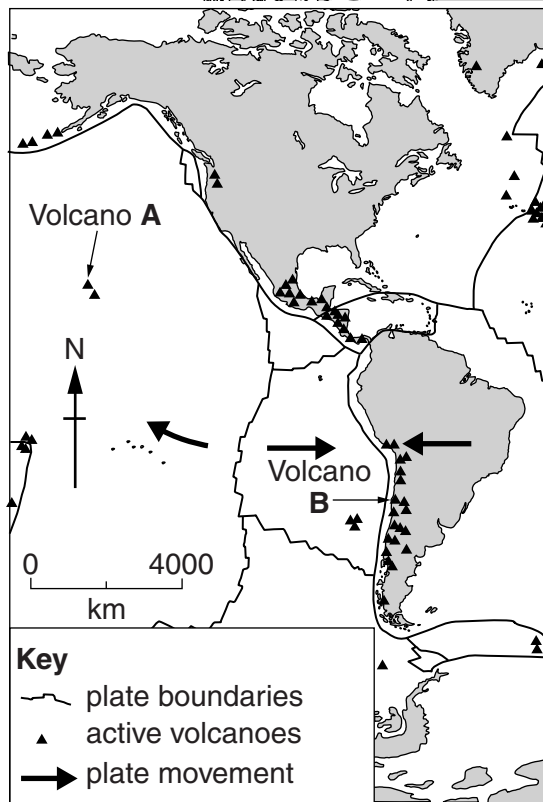 Volcano A
N
Volcano
B
0 4000
km
Key
plate boundaries
active volcanoes
plate movement